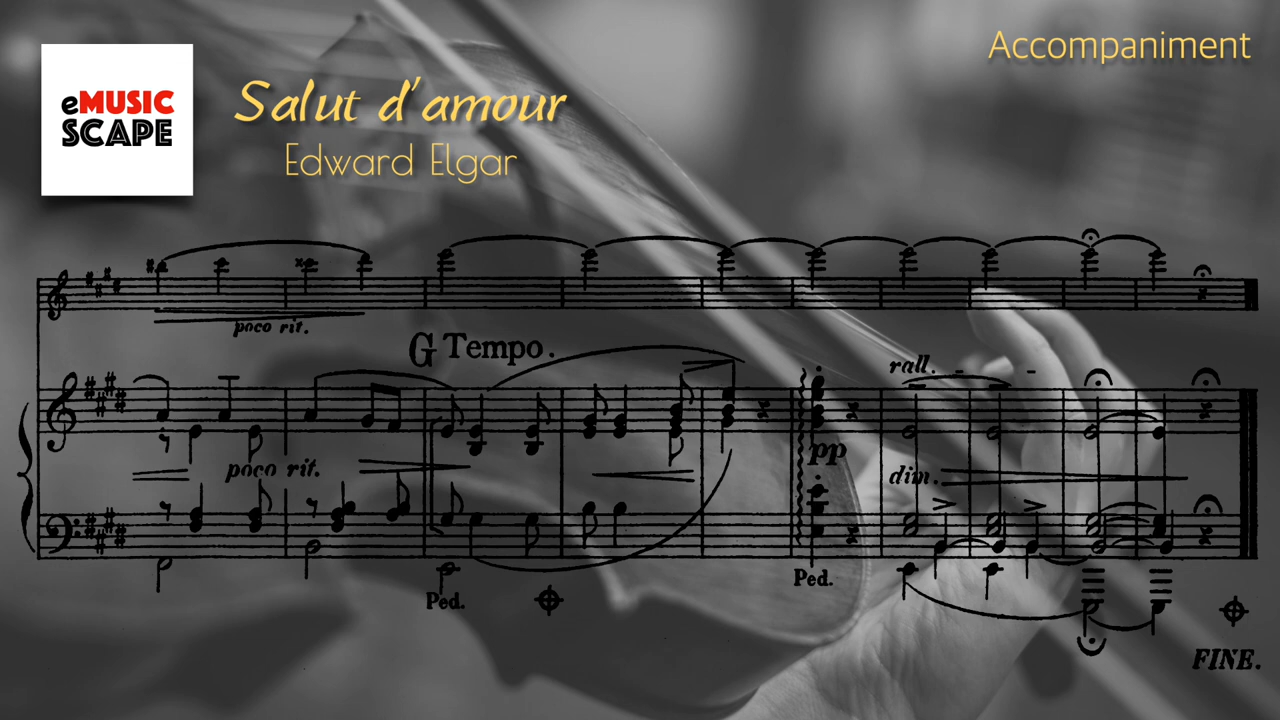 Accompaniment
eMUSIC
SCAPE
Salut d'amour
Edward Elgar
poco rit.
G Tempo.
rall.
poco rit.
pp
dim.
Ped.
Ped.
FINE.